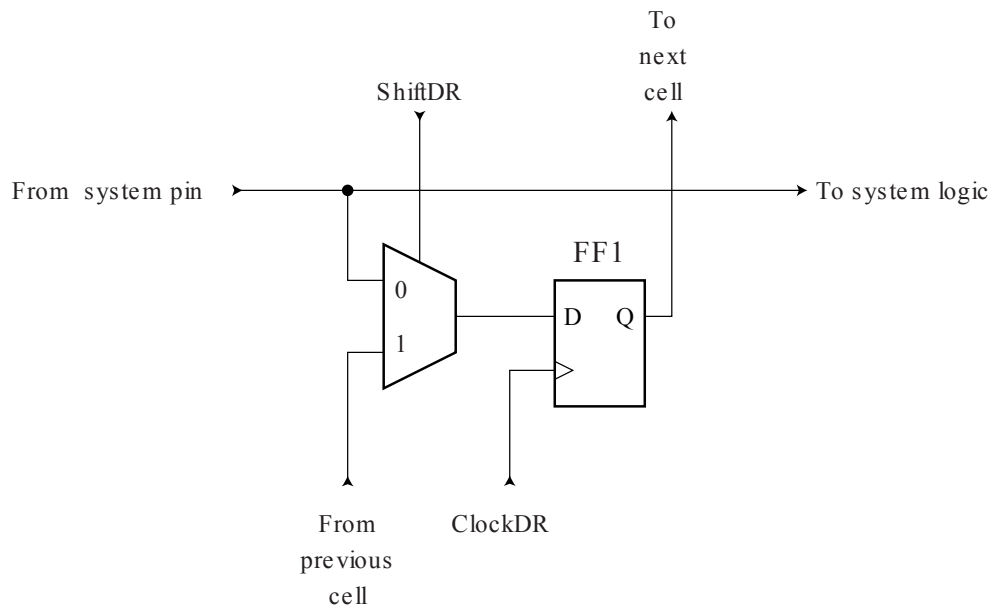 To
next
cell
ShiftDR
From system pin
To system logic
FF1
0
D Q
1
From
previous
cell
ClockDR